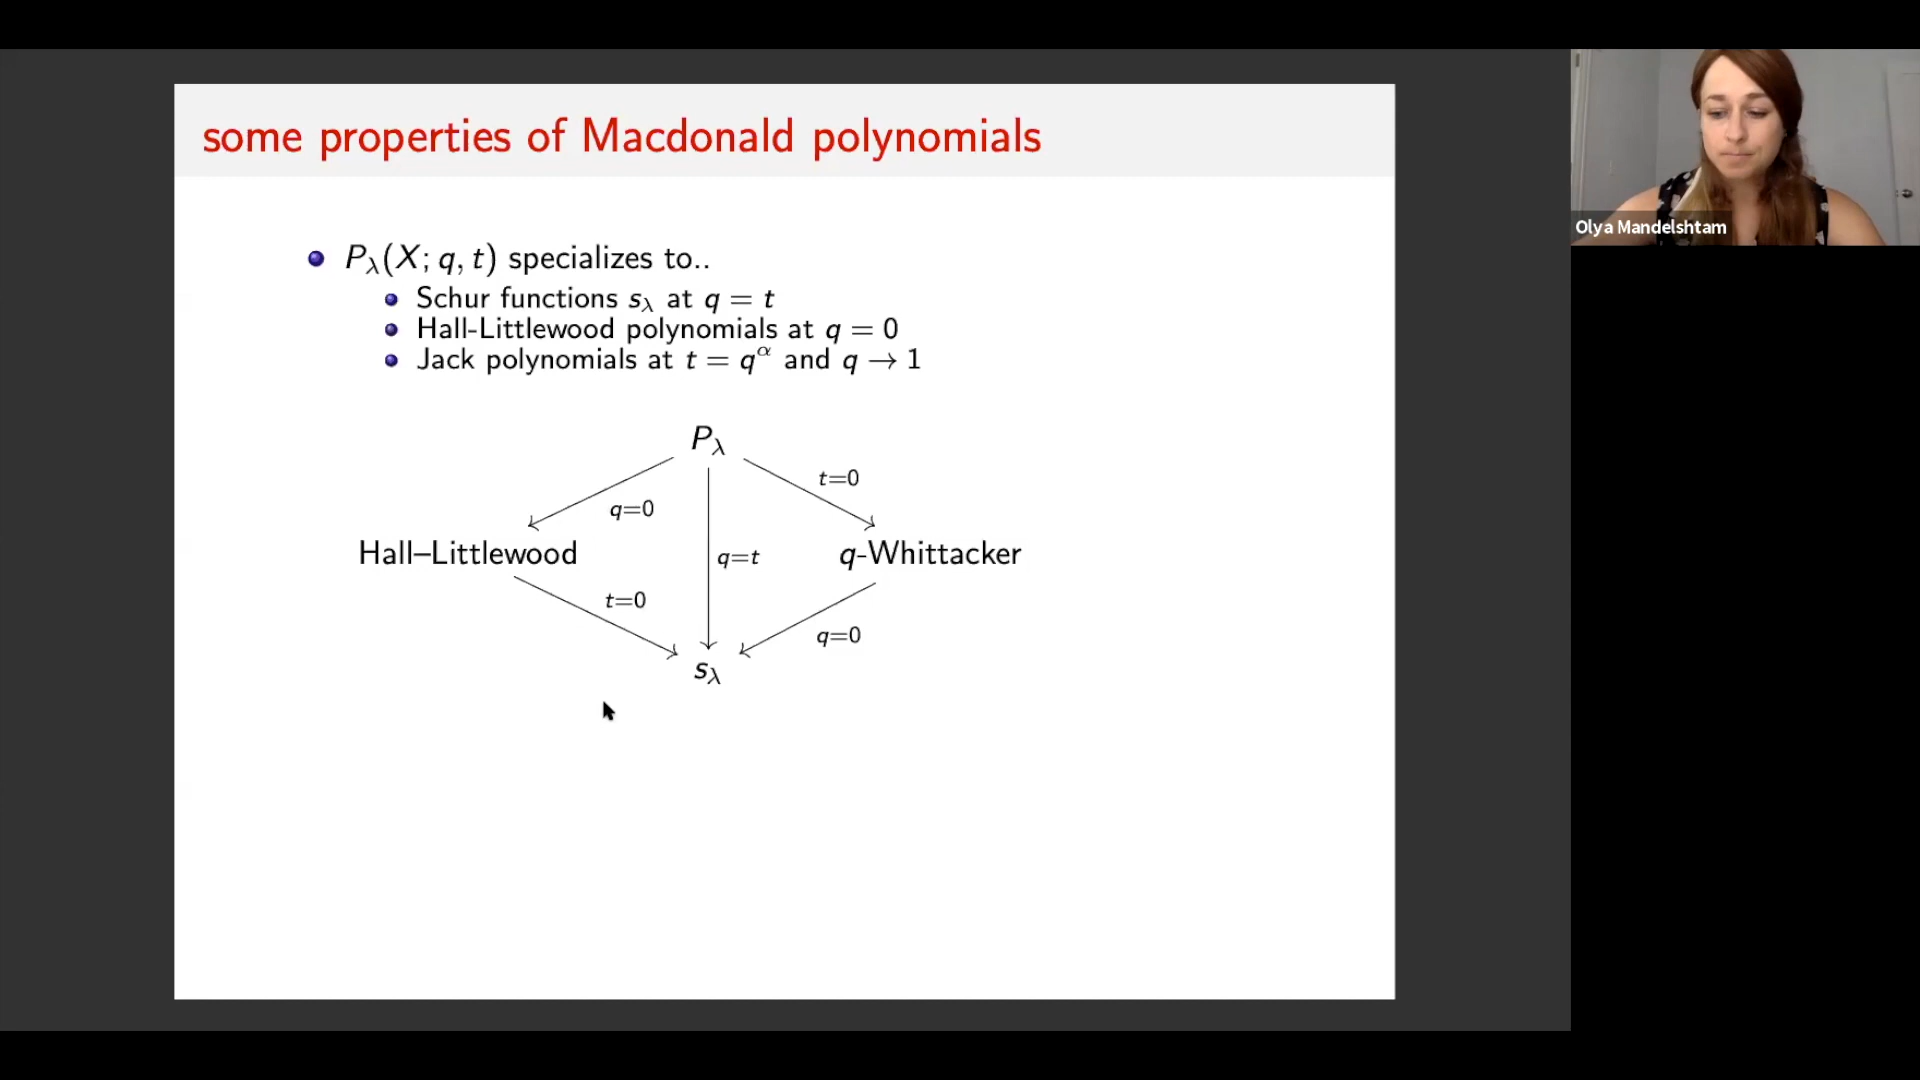 some properties of Macdonald polynomials
P_λ(X; q, t) specializes to..
Schur functions s_λ at q = t
Hall-Littlewood polynomials at q = 0
Jack polynomials at t = q^α and q → 1
P_λ
t=0
q=0
Hall–Littlewood
q=t
q-Whittacker
t=0
q=0
s_λ
Olya Mandelshtam